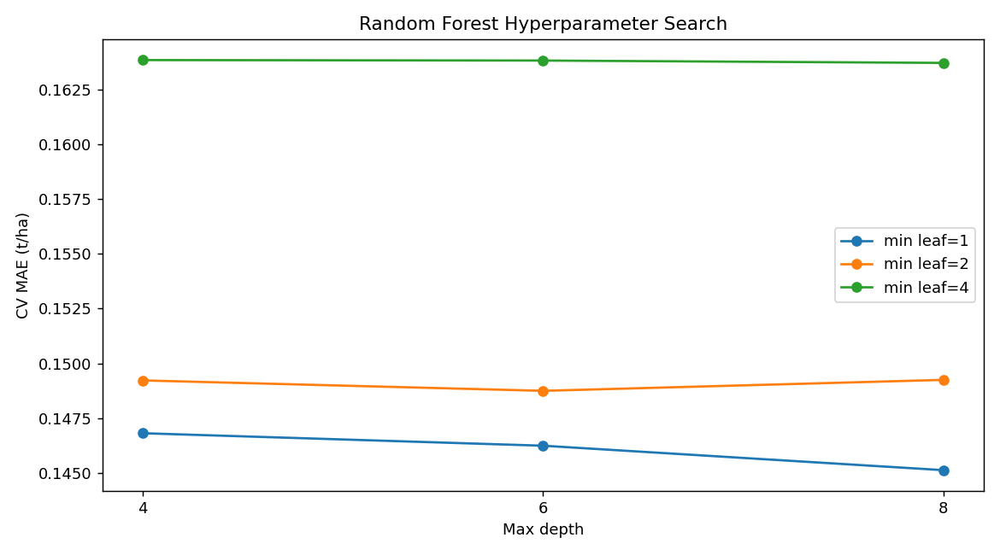 Random Forest Hyperparameter Search
CV MAE (t/ha)
0.1625
0.1600
0.1575
0.1550
0.1525
0.1500
0.1475
0.1450
min leaf=1
min leaf=2
min leaf=4
4 6 8
Max depth